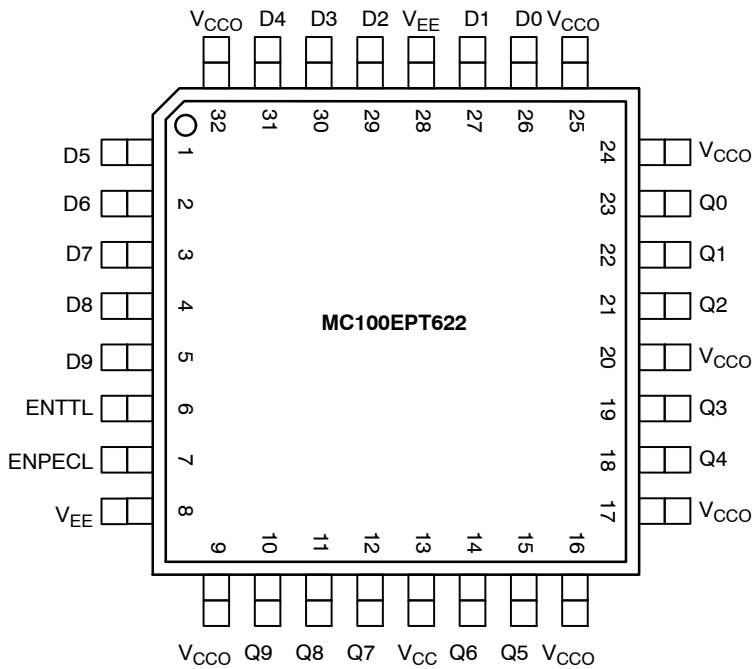 VCCO D4 D3 D2 VEE D1 D0 VCCO
32 31 30 29 28 27 26 25
D5 1 24 VCCO
D6 2 23 Q0
D7 3 22 Q1
D8 4 21 Q2
MC100EPT622
D9 5 20 VCCO
ENTTL 6 19 Q3
ENPECL 7 18 Q4
VEE 8 17 VCCO
9 10 11 12 13 14 15 16
VCCO Q9 Q8 Q7 VCC Q6 Q5 VCCO